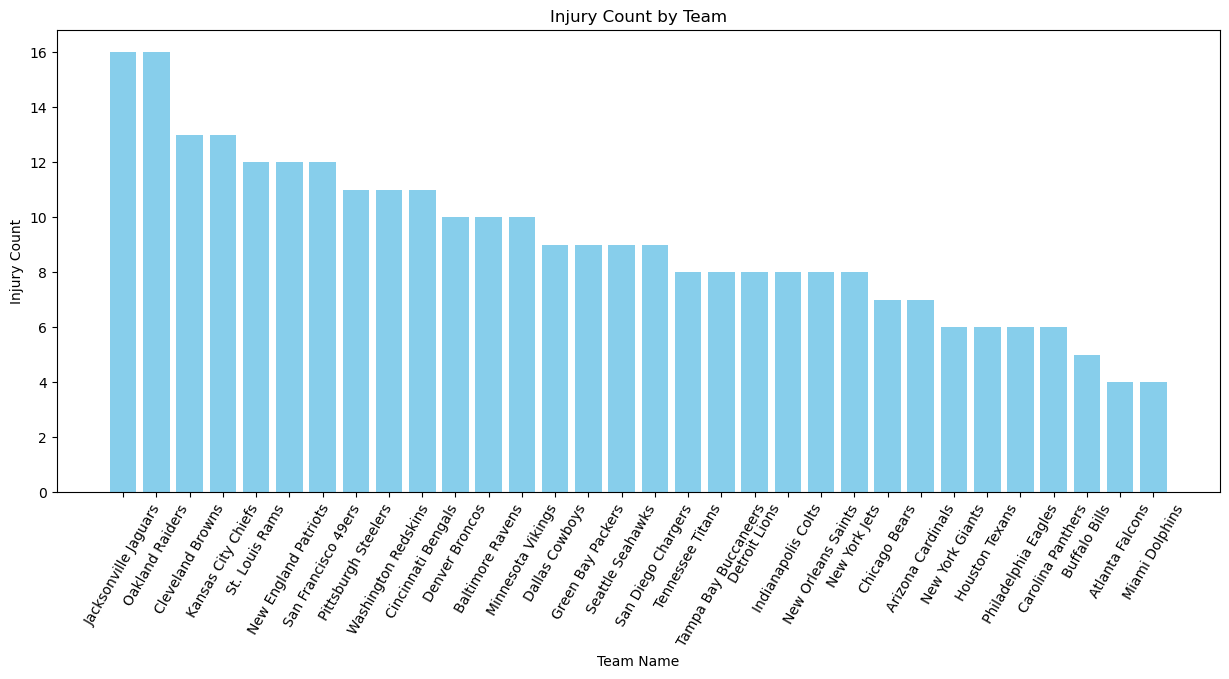 Injury Count by Team
Injury Count
16
14
12
10
8
6
4
2
0
Jacksonville Jaguars
Oakland Raiders
Cleveland Browns
Kansas City Chiefs
St. Louis Rams
New England Patriots
San Francisco 49ers
Pittsburgh Steelers
Washington Redskins
Cincinnati Bengals
Denver Broncos
Baltimore Ravens
Minnesota Vikings
Dallas Cowboys
Green Bay Packers
Seattle Seahawks
San Diego Chargers
Tennessee Titans
Tampa Bay Buccaneers
Detroit Lions
Indianapolis Colts
New Orleans Saints
New York Jets
Chicago Bears
Arizona Cardinals
New York Giants
Houston Texans
Philadelphia Eagles
Carolina Panthers
Buffalo Bills
Atlanta Falcons
Miami Dolphins
Team Name